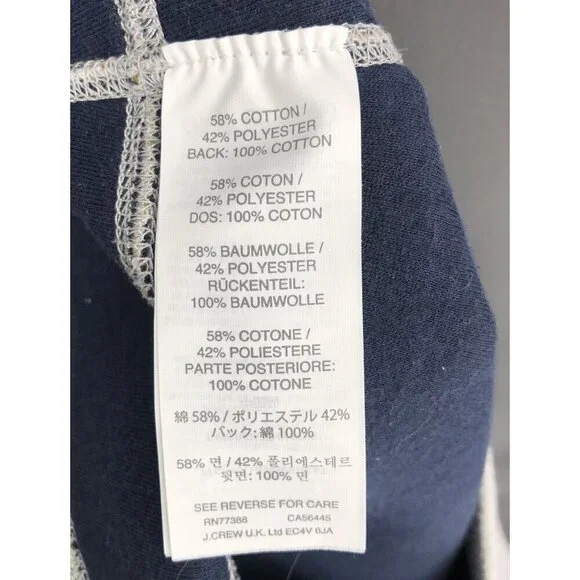 58% COTTON /
42% POLYESTER
BACK: 100% COTTON
58% COTON /
42% POLYESTER
DOS: 100% COTON
58% BAUMWOLLE /
42% POLYESTER
RÜCKENTEIL:
100% BAUMWOLLE
58% COTONE /
42% POLIESTERE
PARTE POSTERIORE:
100% COTONE
綿 58% / ポリエステル 42%
バック: 綿 100%
58% 면 / 42% 폴리에스테르
뒷면: 100% 면
SEE REVERSE FOR CARE
RN77388 CA56445
J.CREW U.K. Ltd EC4V 6JA